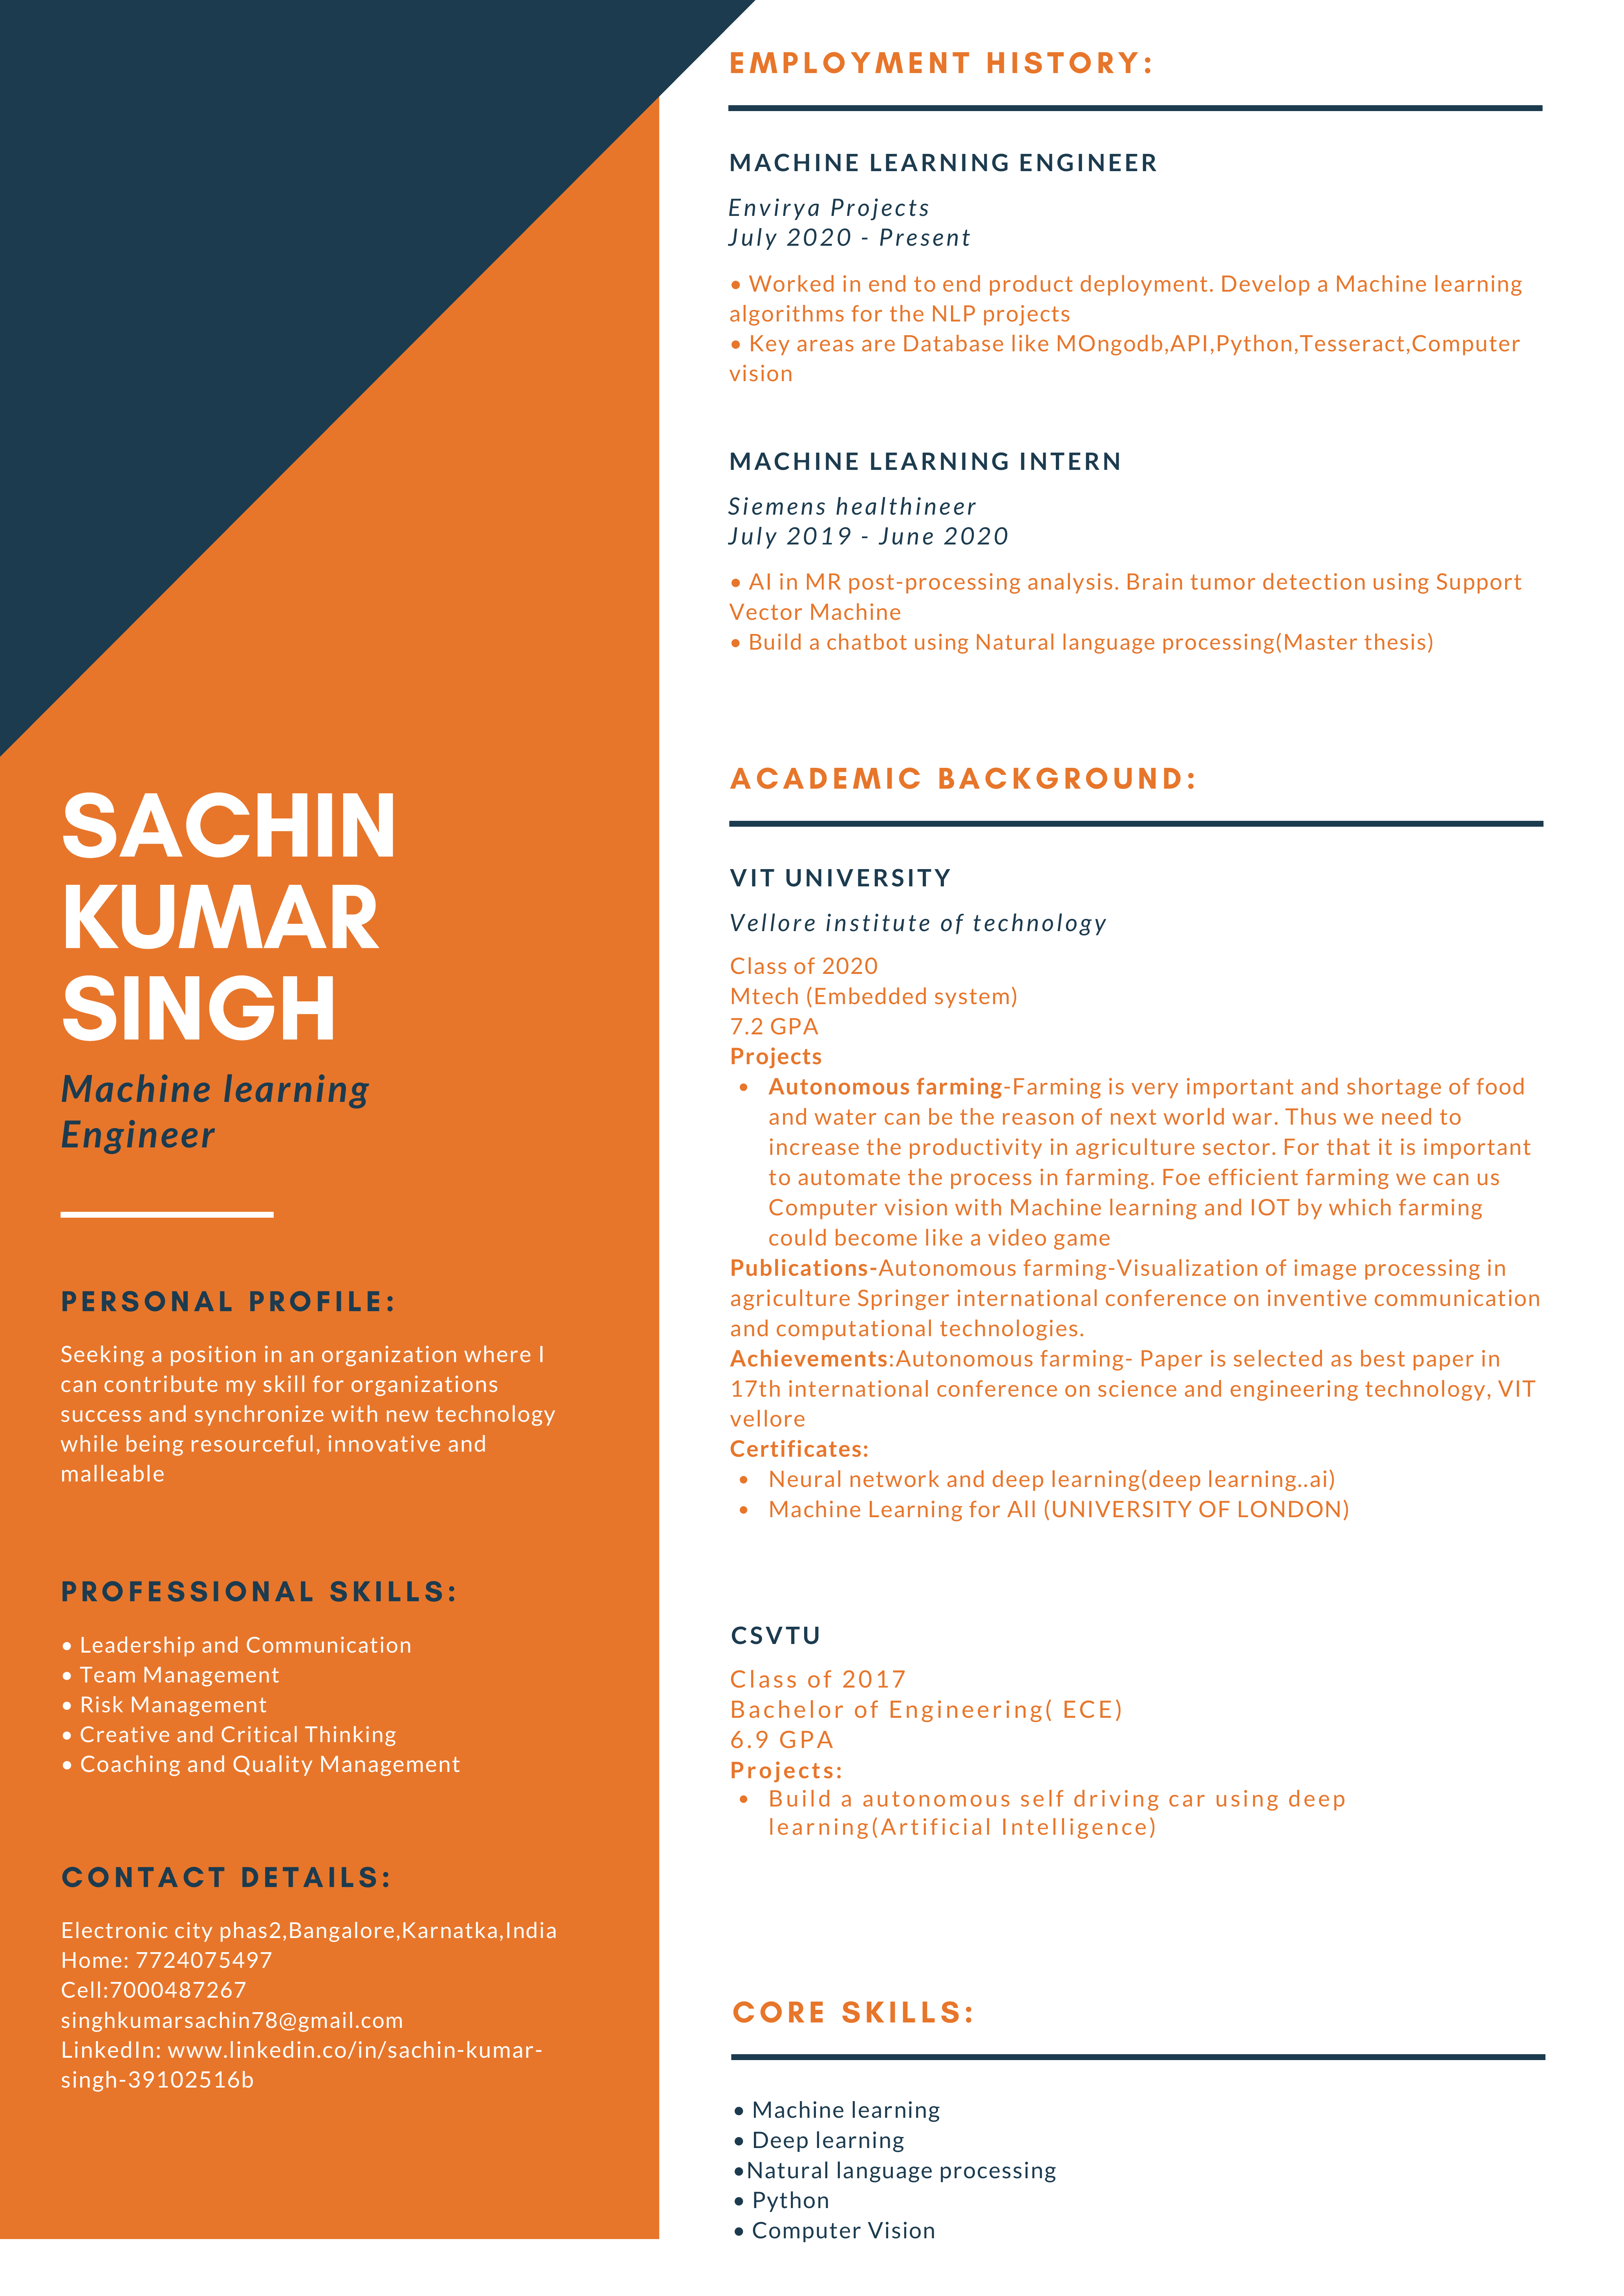 SACHIN
KUMAR
SINGH
Machine learning
Engineer
PERSONAL PROFILE:
Seeking a position in an organization where I
can contribute my skill for organizations
success and synchronize with new technology
while being resourceful, innovative and
malleable
PROFESSIONAL SKILLS:
• Leadership and Communication
• Team Management
• Risk Management
• Creative and Critical Thinking
• Coaching and Quality Management
CONTACT DETAILS:
Electronic city phas2,Bangalore,Karnatka,India
Home: 7724075497
Cell:7000487267
singhkumarsachin78@gmail.com
LinkedIn: www.linkedin.co/in/sachin-kumar-
singh-39102516b
EMPLOYMENT HISTORY:
MACHINE LEARNING ENGINEER
Envirya Projects
July 2020 - Present
• Worked in end to end product deployment. Develop a Machine learning
algorithms for the NLP projects
• Key areas are Database like MOngodb,API,Python,Tesseract,Computer
vision
MACHINE LEARNING INTERN
Siemens healthineer
July 2019 - June 2020
• AI in MR post-processing analysis. Brain tumor detection using Support
Vector Machine
• Build a chatbot using Natural language processing(Master thesis)
ACADEMIC BACKGROUND:
VIT UNIVERSITY
Vellore institute of technology
Class of 2020
Mtech (Embedded system)
7.2 GPA
Projects
• Autonomous farming-Farming is very important and shortage of food
and water can be the reason of next world war. Thus we need to
increase the productivity in agriculture sector. For that it is important
to automate the process in farming. Foe efficient farming we can us
Computer vision with Machine learning and IOT by which farming
could become like a video game
Publications-Autonomous farming-Visualization of image processing in
agriculture Springer international conference on inventive communication
and computational technologies.
Achievements:Autonomous farming- Paper is selected as best paper in
17th international conference on science and engineering technology, VIT
vellore
Certificates:
• Neural network and deep learning(deep learning..ai)
• Machine Learning for All (UNIVERSITY OF LONDON)
CSVTU
Class of 2017
Bachelor of Engineering( ECE)
6.9 GPA
Projects:
• Build a autonomous self driving car using deep
learning(Artificial Intelligence)
CORE SKILLS:
• Machine learning
• Deep learning
•Natural language processing
• Python
• Computer Vision